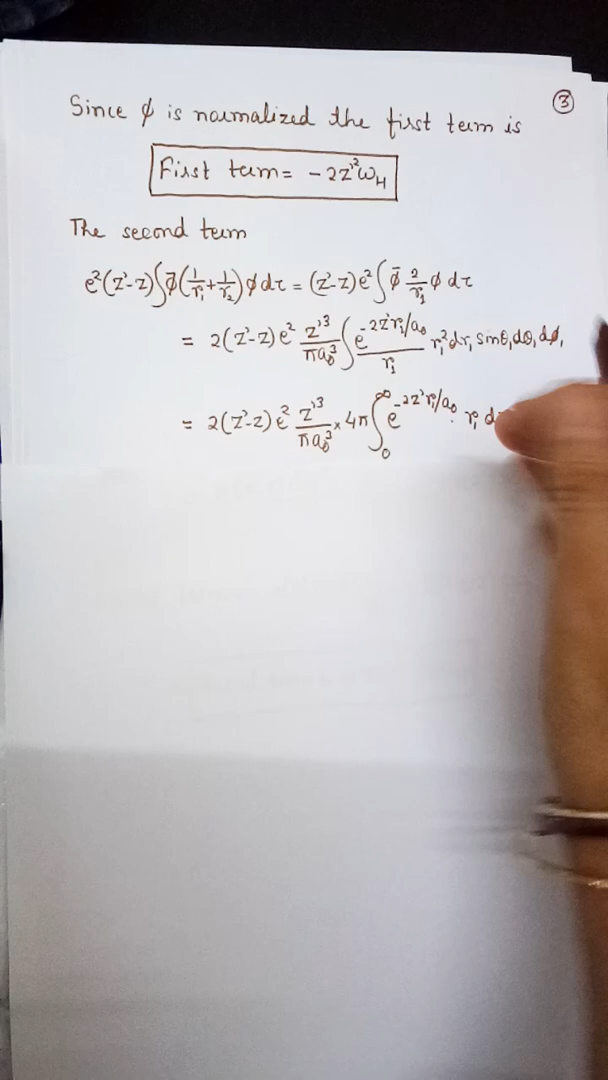 ③
Since φ is normalized the first term is
First term = -2Z'²W_H
The second term
e²(Z'-Z)∫φ̄(1/r₁+1/r₂)φdτ = (Z'-Z)e²∫φ̄ 2/r₁ φ dτ
= 2(Z'-Z)e² Z'³/πa₀³ ∫e^(-2Z'r₁/a₀)/r₁ r₁²dr₁ sinθ₁dθ₁dφ₁
= 2(Z'-Z)e² Z'³/πa₀³ × 4π∫₀^∞ e^(-2Z'r₁/a₀) · r₁